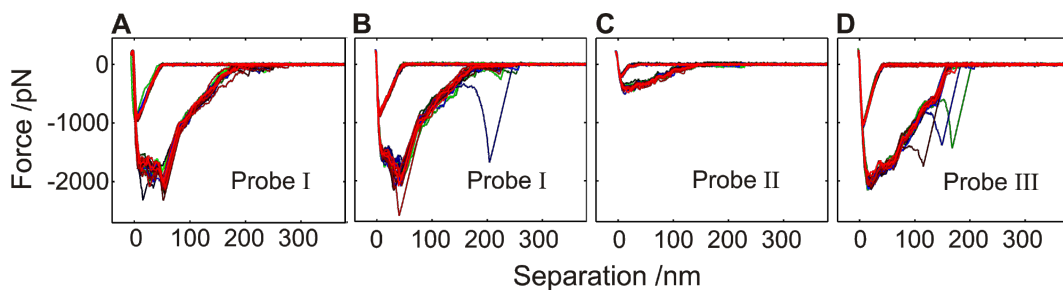 A B C D
Force /pN
0
-1000
-2000
Probe I Probe I Probe II Probe III
0 100 200 300 0 100 200 300 0 100 200 300 0 100 200 300
Separation /nm